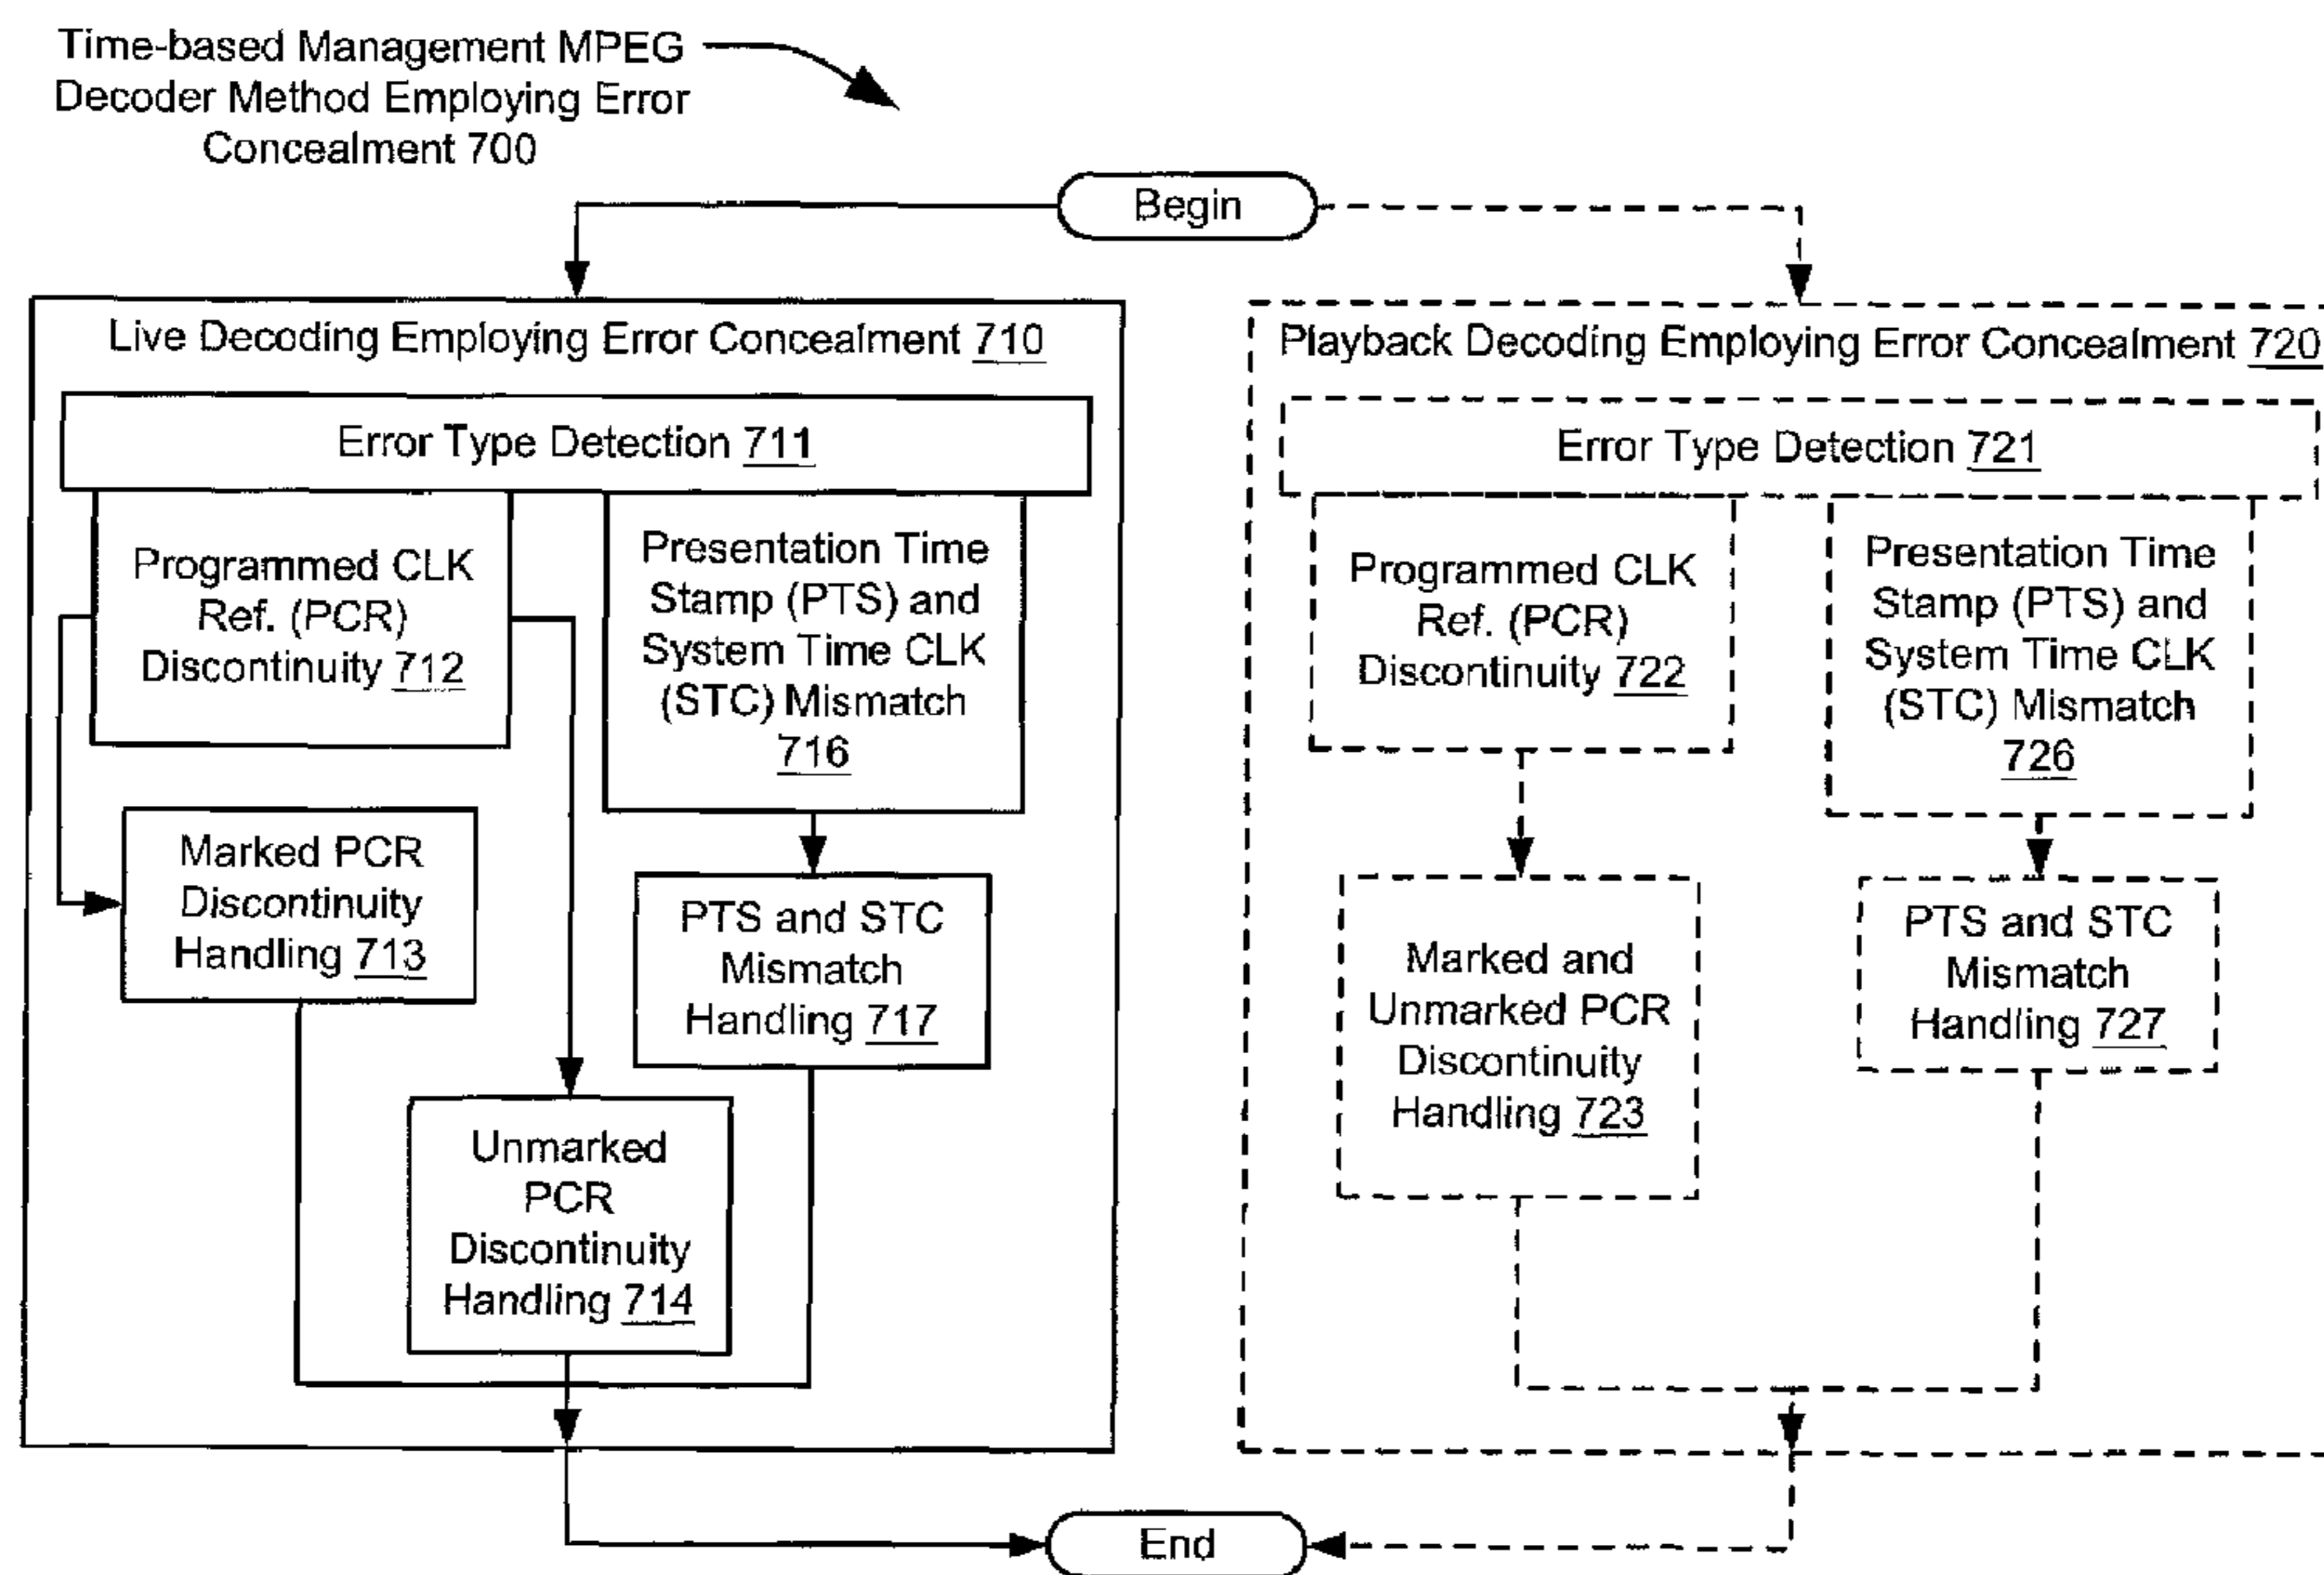 Time-based Management MPEG
Decoder Method Employing Error
Concealment 700
Begin
Live Decoding Employing Error Concealment 710
Error Type Detection 711
Programmed CLK
Ref. (PCR)
Discontinuity 712
Presentation Time
Stamp (PTS) and
System Time CLK
(STC) Mismatch
716
Marked PCR
Discontinuity
Handling 713
PTS and STC
Mismatch
Handling 717
Unmarked
PCR
Discontinuity
Handling 714
Playback Decoding Employing Error Concealment 720
Error Type Detection 721
Programmed CLK
Ref. (PCR)
Discontinuity 722
Presentation Time
Stamp (PTS) and
System Time CLK
(STC) Mismatch
726
Marked and
Unmarked PCR
Discontinuity
Handling 723
PTS and STC
Mismatch
Handling 727
End